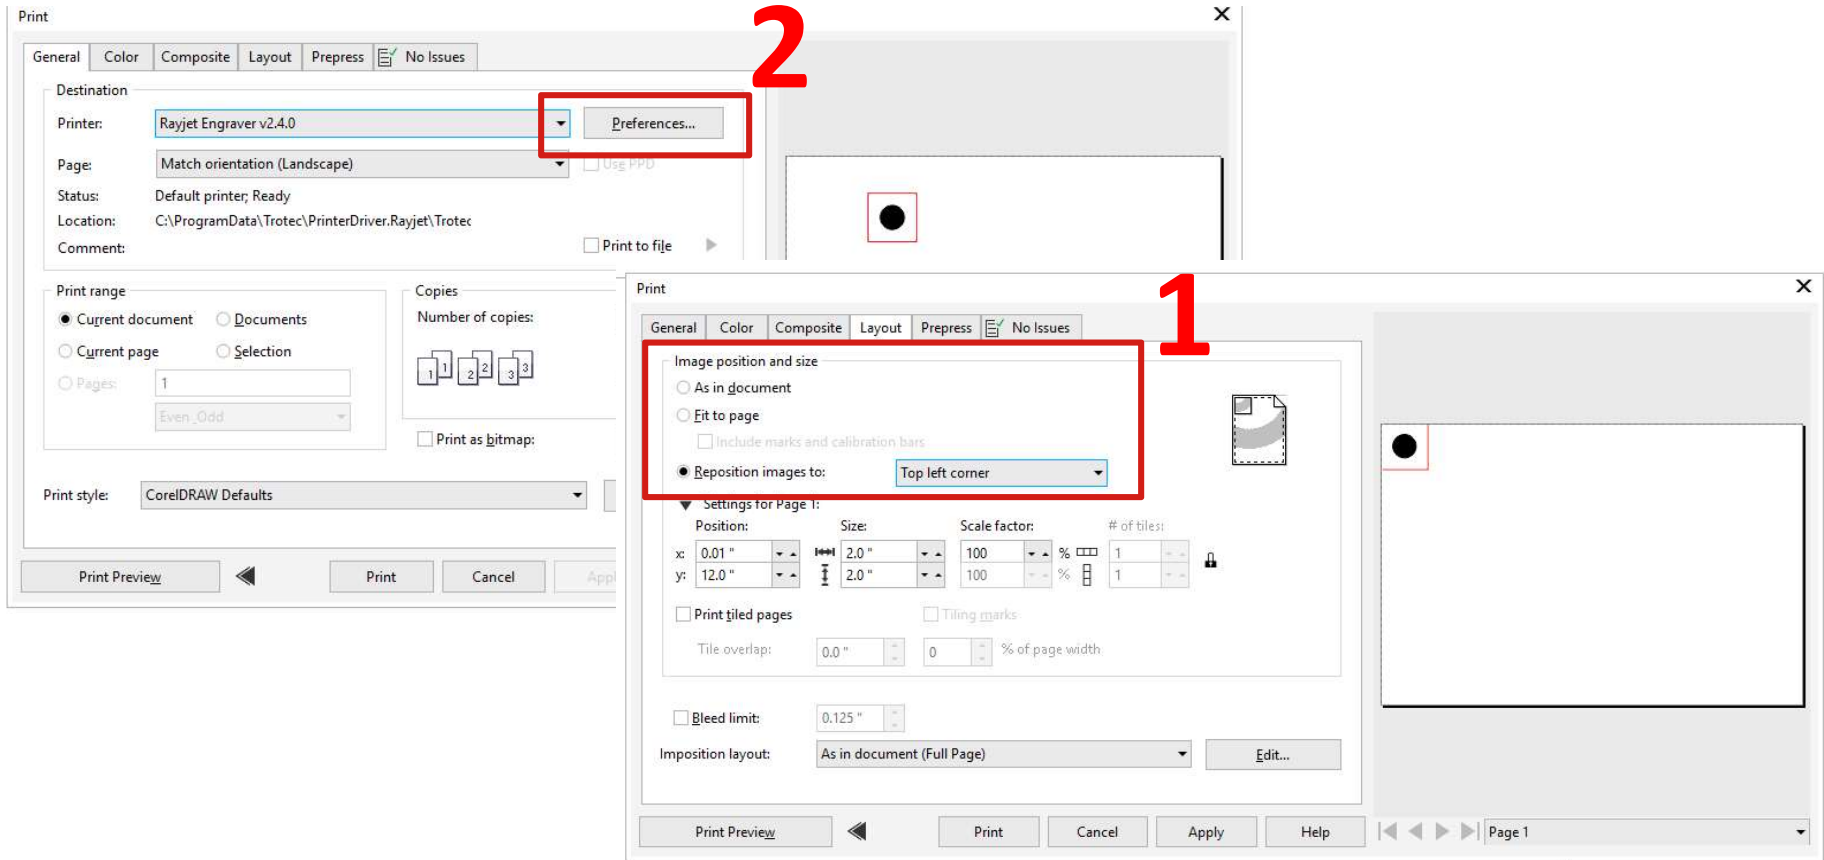 Print
2
General Color Composite Layout Prepress No Issues
Destination
Printer: Rayjet Engraver v2.4.0 Preferences...
Page: Match orientation (Landscape) Use PPD
Status: Default printer; Ready
Location: C:\ProgramData\Trotec\PrinterDriver.Rayjet\Trotec
Comment: Print to file
Print range
Current document Documents
Current page Selection
Pages: 1
Even_Odd
Copies
Number of copies:
1 1 2 2 3 3
Print as bitmap:
Print style: CorelDRAW Defaults
Print Preview Print Cancel Appl
Print
1
General Color Composite Layout Prepress No Issues
Image position and size
As in document
Fit to page
Include marks and calibration bars
Reposition images to: Top left corner
Settings for Page 1:
Position: Size: Scale factor: # of tiles:
x: 0.01 " 2.0 " 100 % 1
y: 12.0 " 2.0 " 100 % 1
Print tiled pages Tiling marks
Tile overlap: 0.0 " 0 % of page width
Bleed limit: 0.125 "
Imposition layout: As in document (Full Page) Edit...
Print Preview Print Cancel Apply Help Page 1